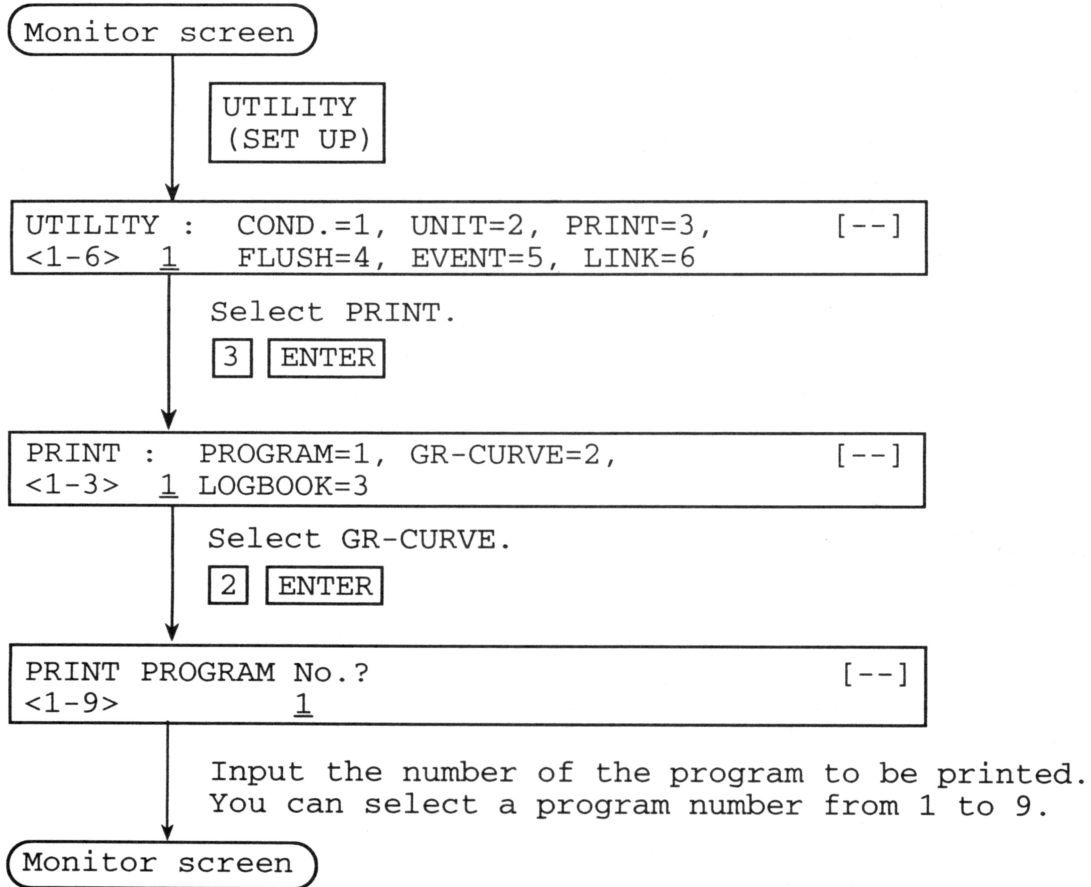 Monitor screen
UTILITY
(SET UP)
UTILITY :  COND.=1, UNIT=2, PRINT=3,  [--]
<1-6>  1  FLUSH=4, EVENT=5, LINK=6
Select PRINT.
3 ENTER
PRINT :  PROGRAM=1, GR-CURVE=2,  [--]
<1-3>  1 LOGBOOK=3
Select GR-CURVE.
2 ENTER
PRINT PROGRAM No.?  [--]
<1-9>  1
Input the number of the program to be printed.
You can select a program number from 1 to 9.
Monitor screen